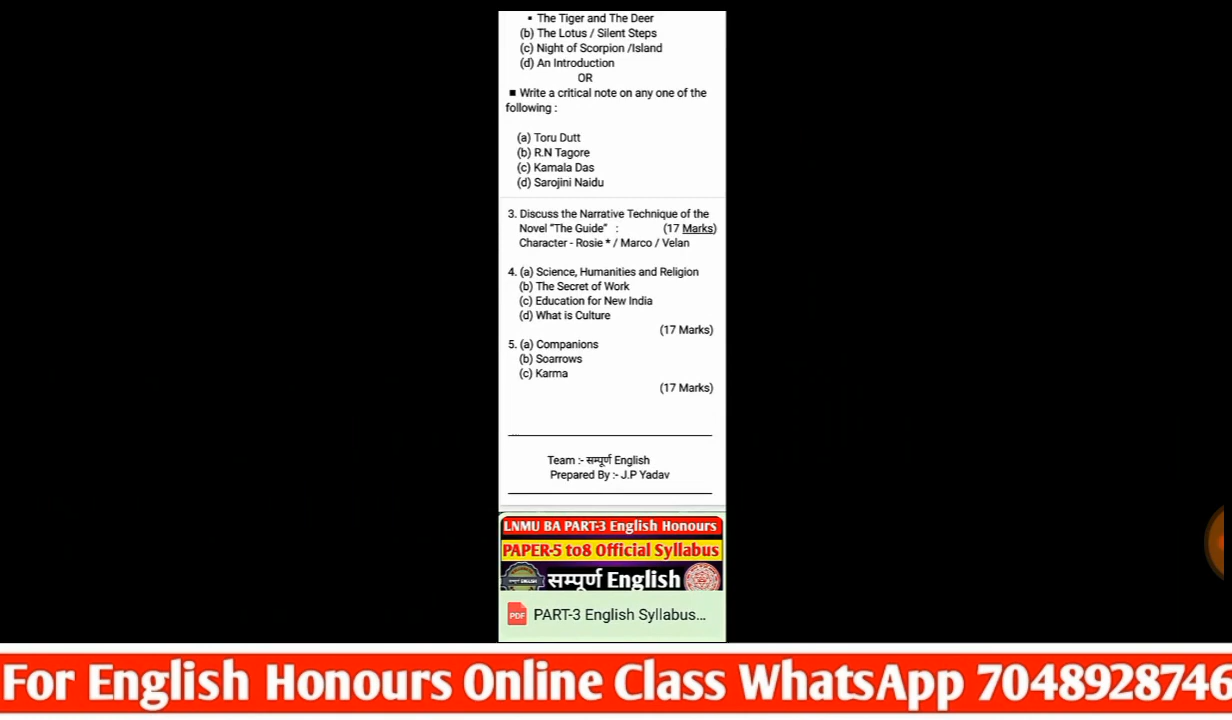 ▪ The Tiger and The Deer
(b) The Lotus / Silent Steps
(c) Night of Scorpion /Island
(d) An Introduction
OR
■ Write a critical note on any one of the
following :
(a) Toru Dutt
(b) R.N Tagore
(c) Kamala Das
(d) Sarojini Naidu
3. Discuss the Narrative Technique of the
Novel “The Guide” : (17 Marks)
Character - Rosie * / Marco / Velan
4. (a) Science, Humanities and Religion
(b) The Secret of Work
(c) Education for New India
(d) What is Culture
(17 Marks)
5. (a) Companions
(b) Soarrows
(c) Karma
(17 Marks)
Team :- सम्पूर्ण English
Prepared By :- J.P Yadav
LNMU BA PART-3 English Honours
PAPER-5 to8 Official Syllabus
सम्पूर्ण English
PDF PART-3 English Syllabus...
For English Honours Online Class WhatsApp 7048928746